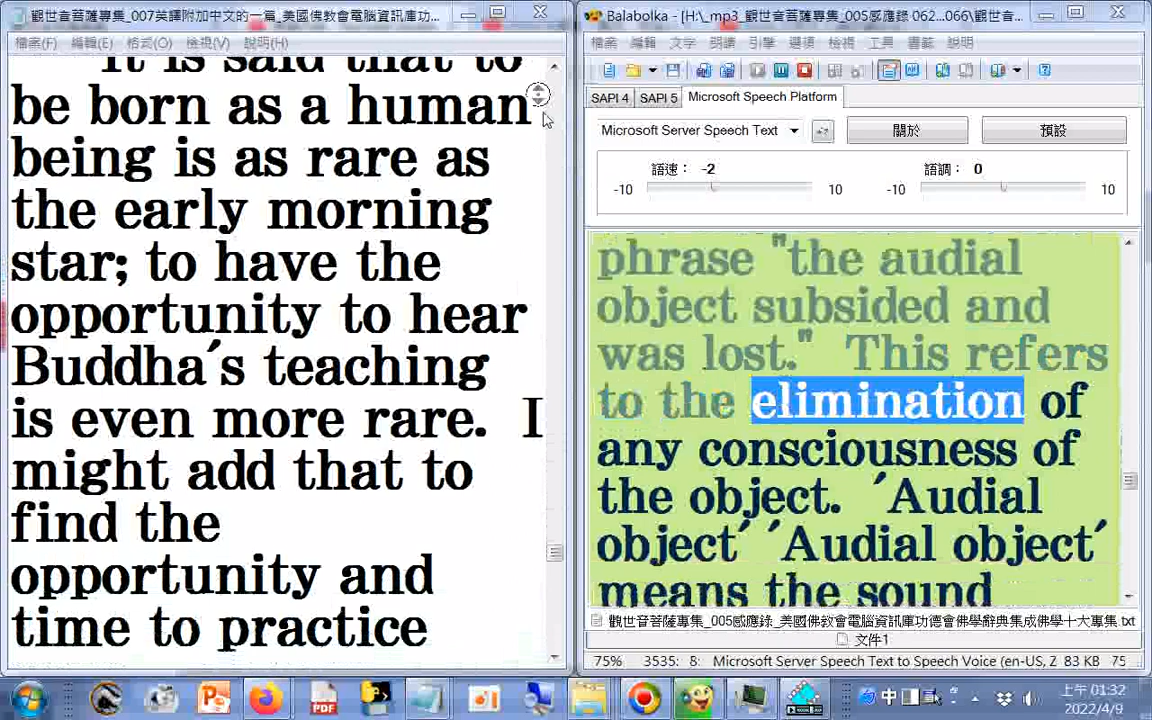 觀世音菩薩專集_007英譯附加中文的一篇_美國佛教會電腦資訊庫功...
檔案(F) 編輯(E) 格式(O) 檢視(V) 說明(H)
It is said that to
be born as a human
being is as rare as
the early morning
star; to have the
opportunity to hear
Buddha's teaching
is even more rare.  I
might add that to
find the
opportunity and
time to practice
Balabolka - [H:\_mp3_觀世音菩薩專集_005感應錄 062...066\觀世音...
檔案 編輯 文字 朗讀 引擎 選項 檢視 工具 書籤 說明
SAPI 4 SAPI 5 Microsoft Speech Platform
Microsoft Server Speech Text 關於 預設
語速： -2 語調： 0
-10 10 -10 10
phrase "the audial
object subsided and
was lost."  This refers
to the elimination of
any consciousness of
the object.  'Audial
object' 'Audial object'
means the sound
觀世音菩薩專集_005感應錄_美國佛教會電腦資訊庫功德會佛學辭典集成佛學十大專集 txt
文件1
75% 3535: 8: Microsoft Server Speech Text to Speech Voice (en-US, Z 83 KB 75
中
上午 01:32
2022/4/9